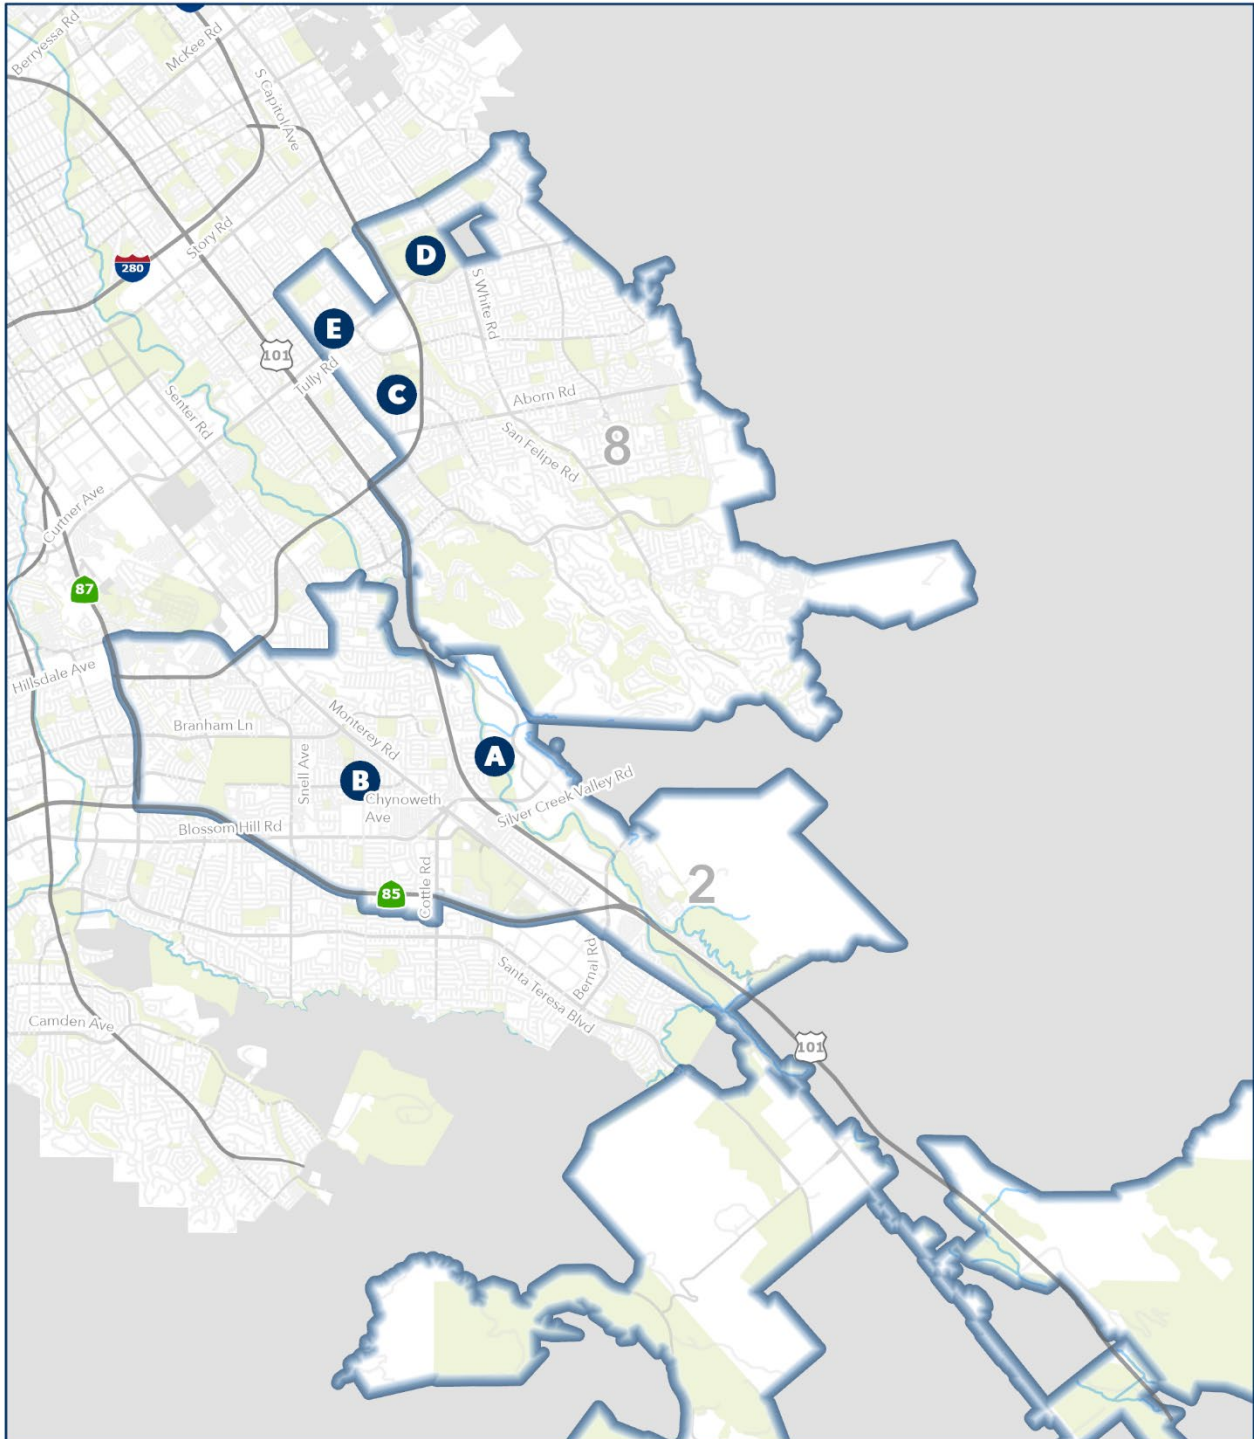 Berryessa Rd
McKee Rd
S Capitol Ave
Story Rd
280
D
E
101
S White Rd
Tully Rd
C
Aborn Rd
Senter Rd
8
San Felipe Rd
Curtner Ave
87
Hillsdale Ave
Branham Ln
Monterey Rd
A
Snell Ave
B
Chynoweth
Ave
Silver Creek Valley Rd
Blossom Hill Rd
85
Cottle Rd
2
Bernal Rd
Santa Teresa Blvd
Camden Ave
101